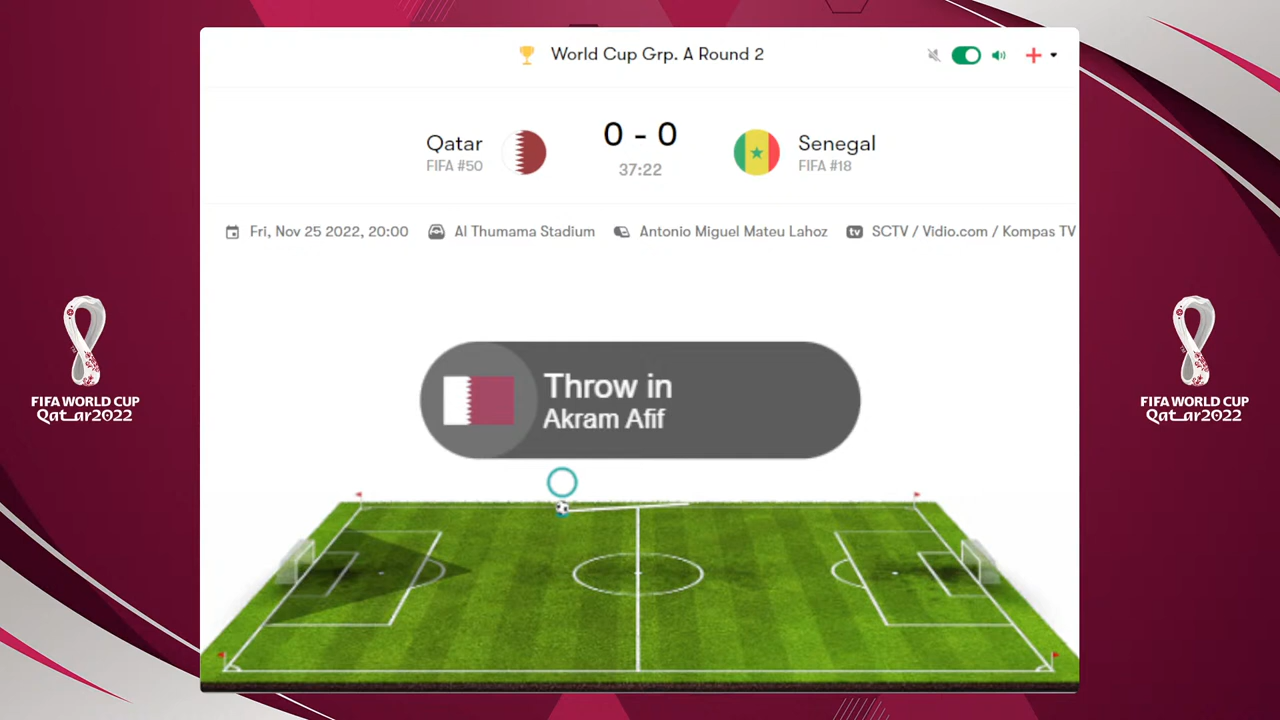 World Cup Grp. A Round 2
Qatar
FIFA #50
0 - 0
37:22
Senegal
FIFA #18
Fri, Nov 25 2022, 20:00
Al Thumama Stadium
Antonio Miguel Mateu Lahoz
tv
SCTV / Vidio.com / Kompas TV
Throw in
Akram Afif
FIFA WORLD CUP
Qatar2022
FIFA WORLD CUP
Qatar2022